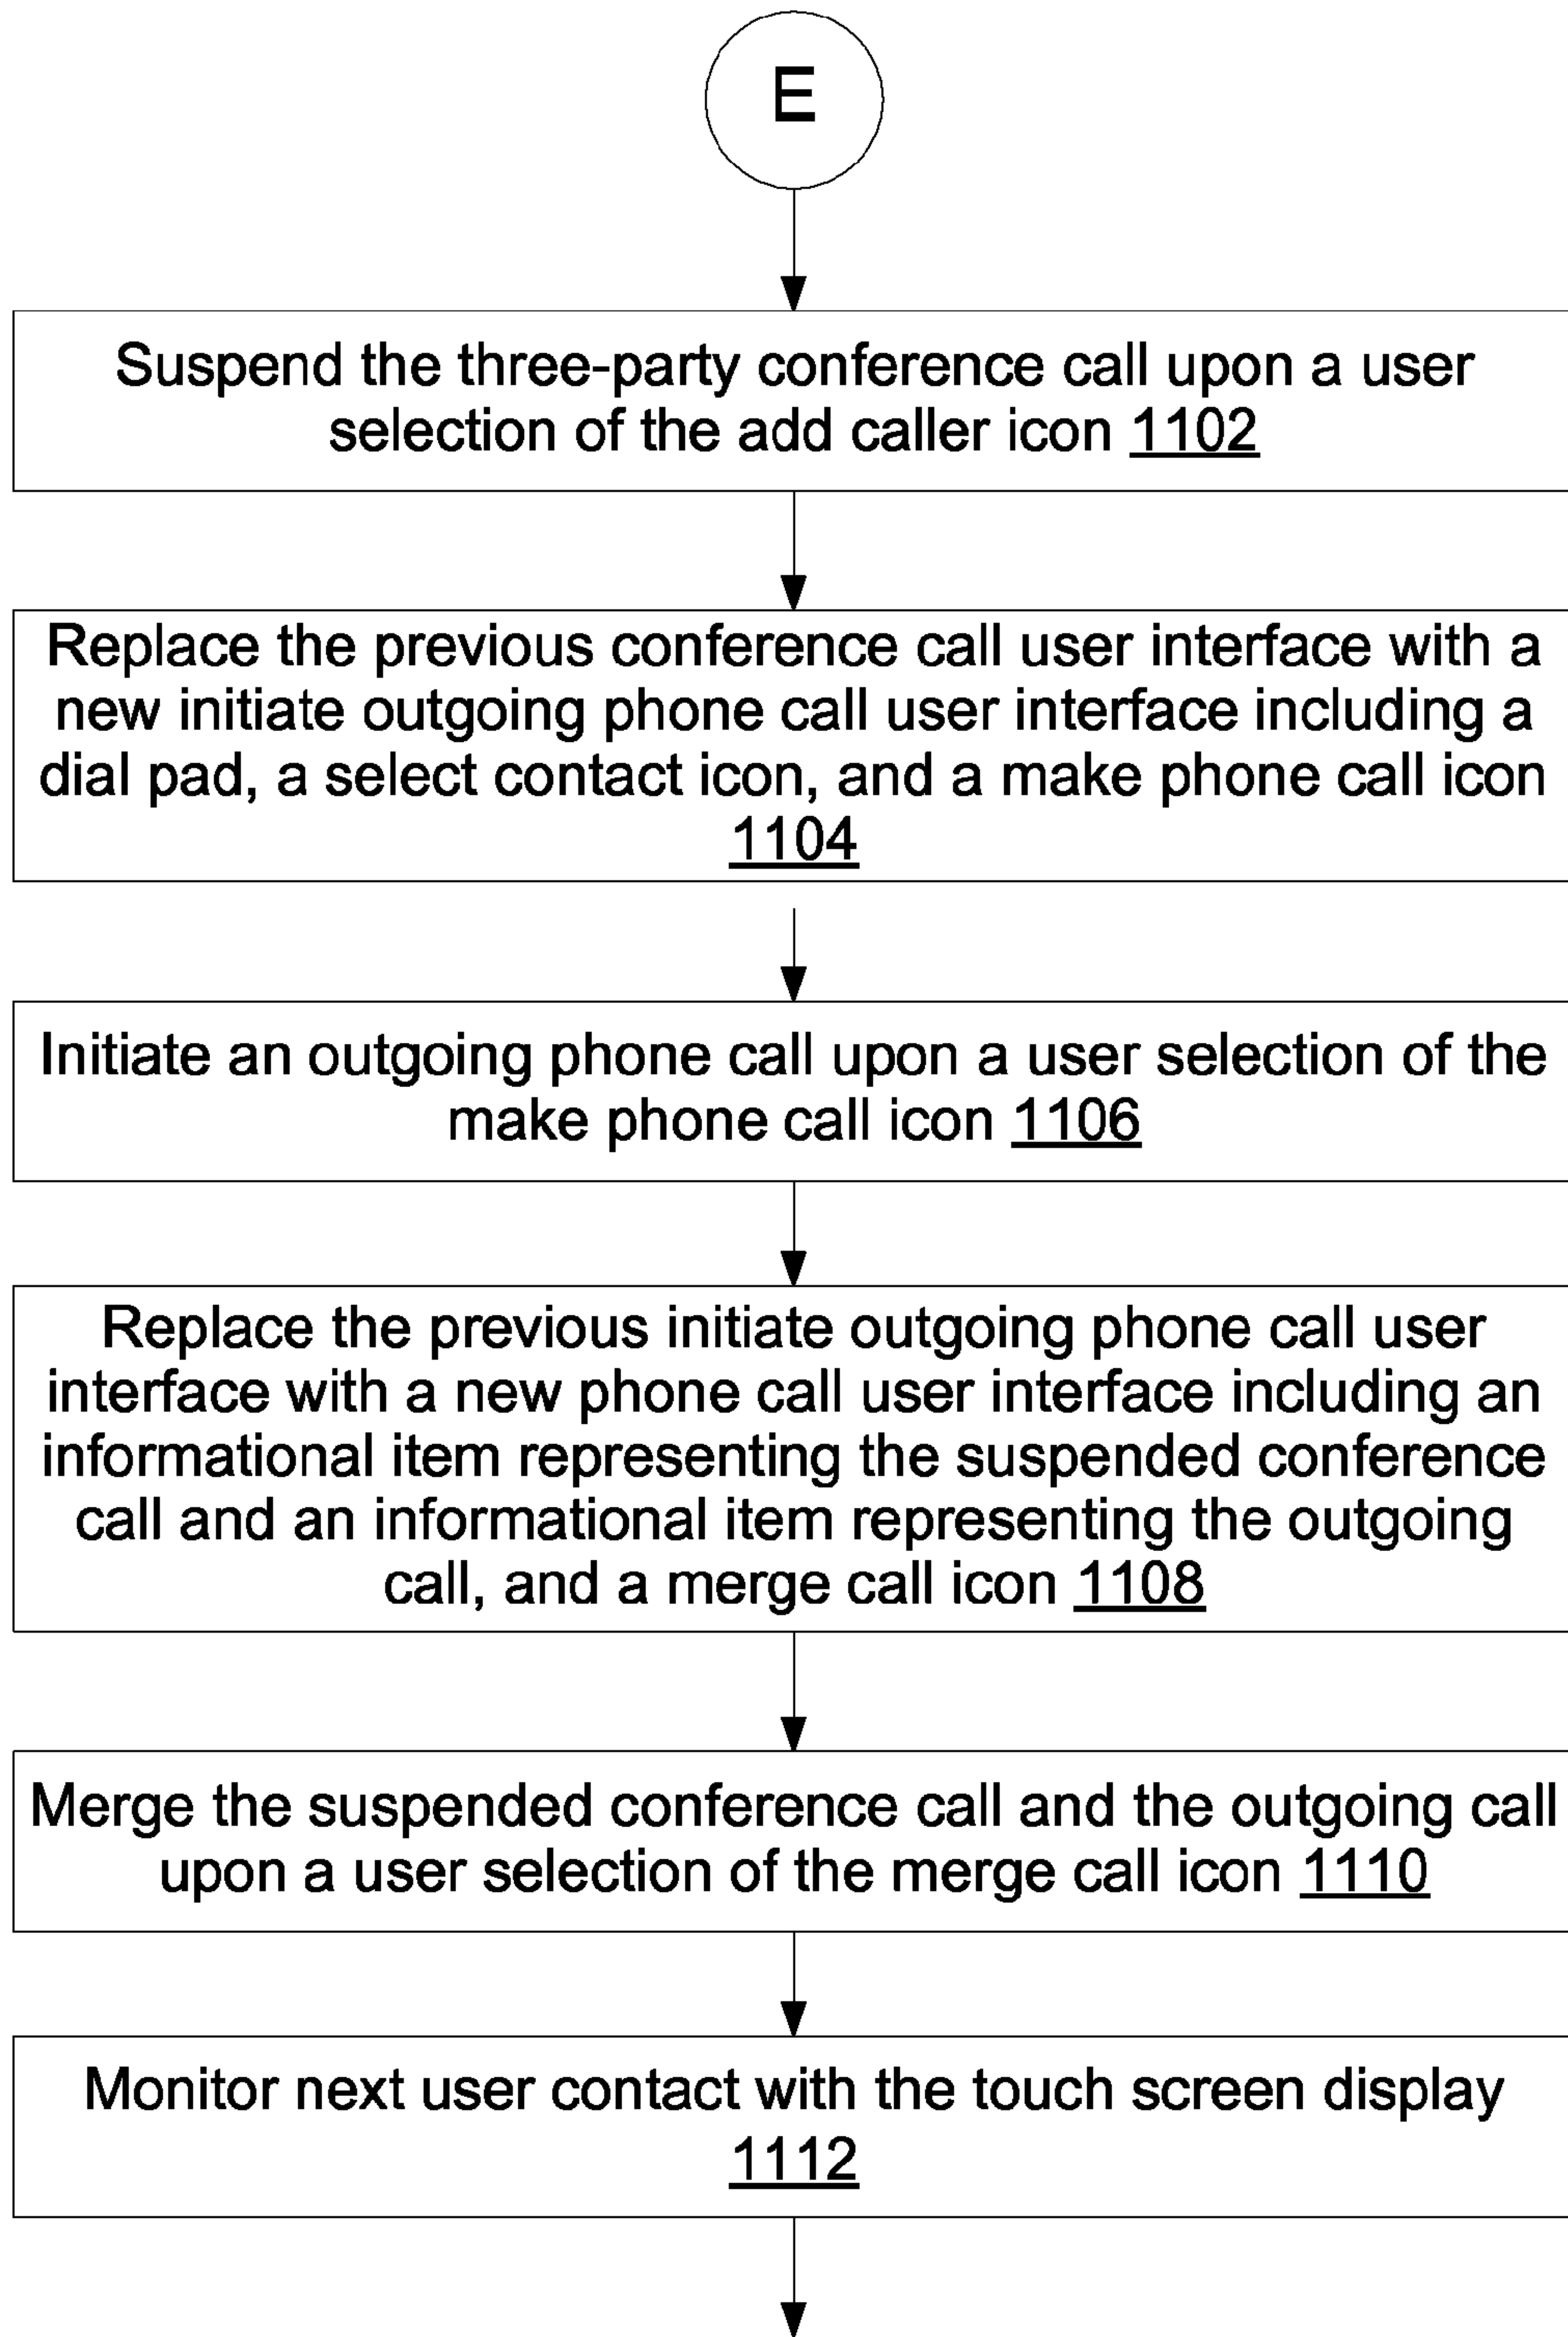 E
Suspend the three-party conference call upon a user
selection of the add caller icon 1102
Replace the previous conference call user interface with a
new initiate outgoing phone call user interface including a
dial pad, a select contact icon, and a make phone call icon
1104
Initiate an outgoing phone call upon a user selection of the
make phone call icon 1106
Replace the previous initiate outgoing phone call user
interface with a new phone call user interface including an
informational item representing the suspended conference
call and an informational item representing the outgoing
call, and a merge call icon 1108
Merge the suspended conference call and the outgoing call
upon a user selection of the merge call icon 1110
Monitor next user contact with the touch screen display
1112